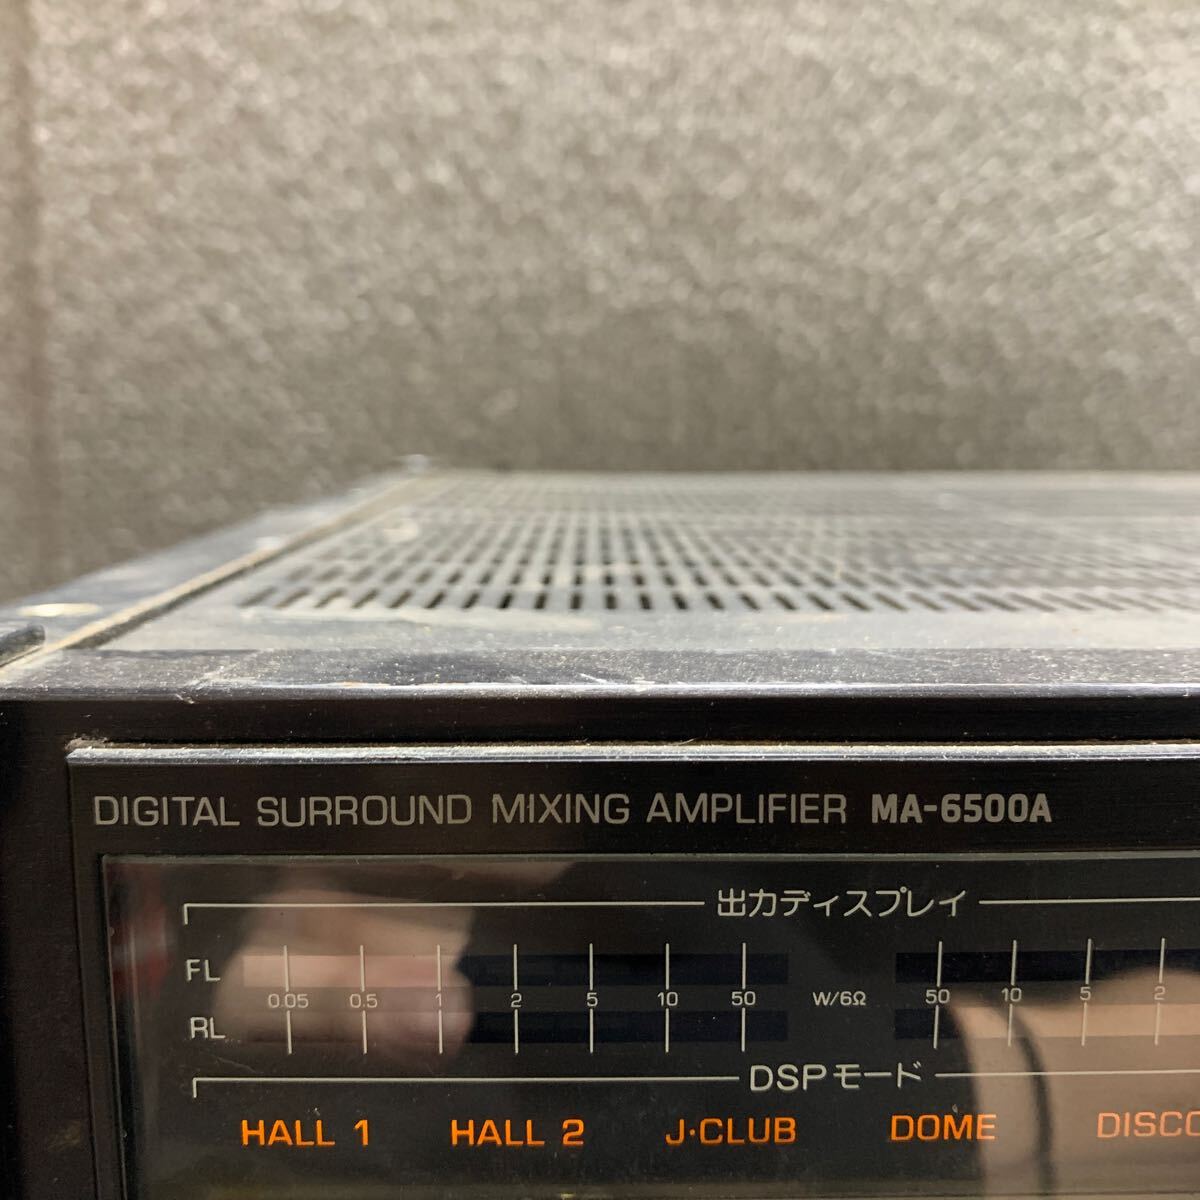 DIGITAL SURROUND MIXING AMPLIFIER MA-6500A
出力ディスプレイ
FL
0.05 0.5 1 2 5 10 50 W/6Ω 50 10 5 2
RL
DSPモード
HALL 1 HALL 2 J·CLUB DOME DISCO